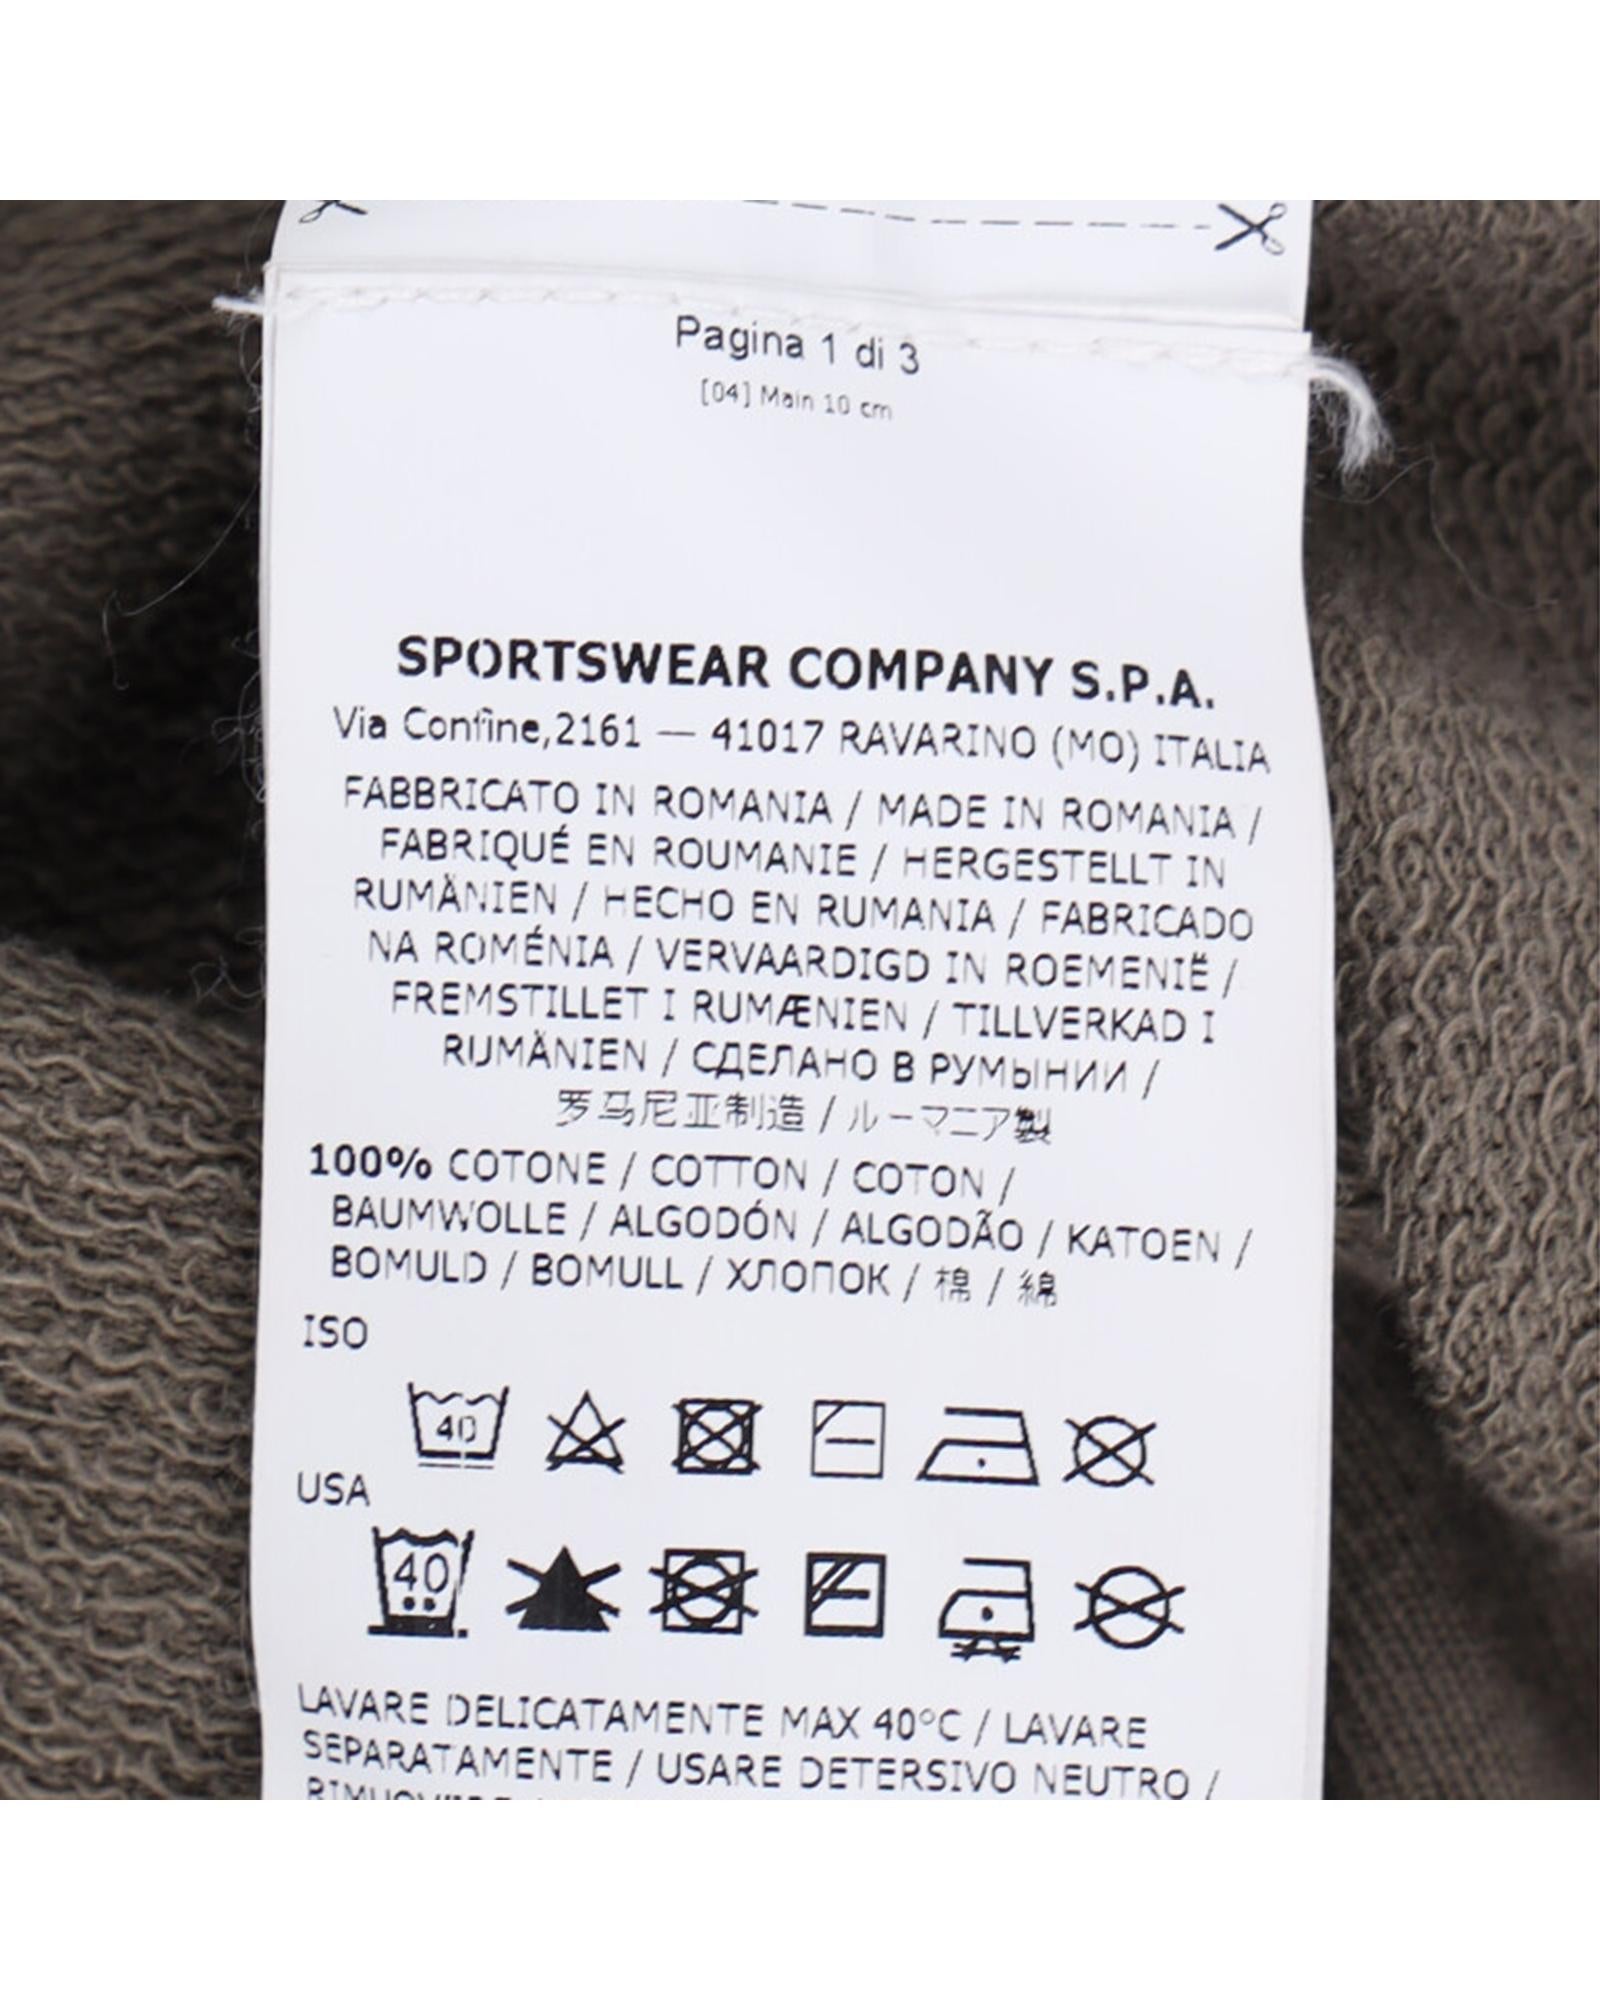 Pagina 1 di 3
[04] Main 10 cm
SPORTSWEAR COMPANY S.P.A.
Via Confine,2161 — 41017 RAVARINO (MO) ITALIA
FABBRICATO IN ROMANIA / MADE IN ROMANIA /
FABRIQUÉ EN ROUMANIE / HERGESTELLT IN
RUMÄNIEN / HECHO EN RUMANIA / FABRICADO
NA ROMÉNIA / VERVAARDIGD IN ROEMENIË /
FREMSTILLET I RUMÆNIEN / TILLVERKAD I
RUMÄNIEN / СДЕЛАНО В РУМЫНИИ /
罗马尼亚制造 / ルーマニア製
100% COTONE / COTTON / COTON /
BAUMWOLLE / ALGODÓN / ALGODÃO / KATOEN /
BOMULD / BOMULL / ХЛОПОК / 棉 / 綿
ISO
40
USA
40
LAVARE DELICATAMENTE MAX 40°C / LAVARE
SEPARATAMENTE / USARE DETERSIVO NEUTRO /